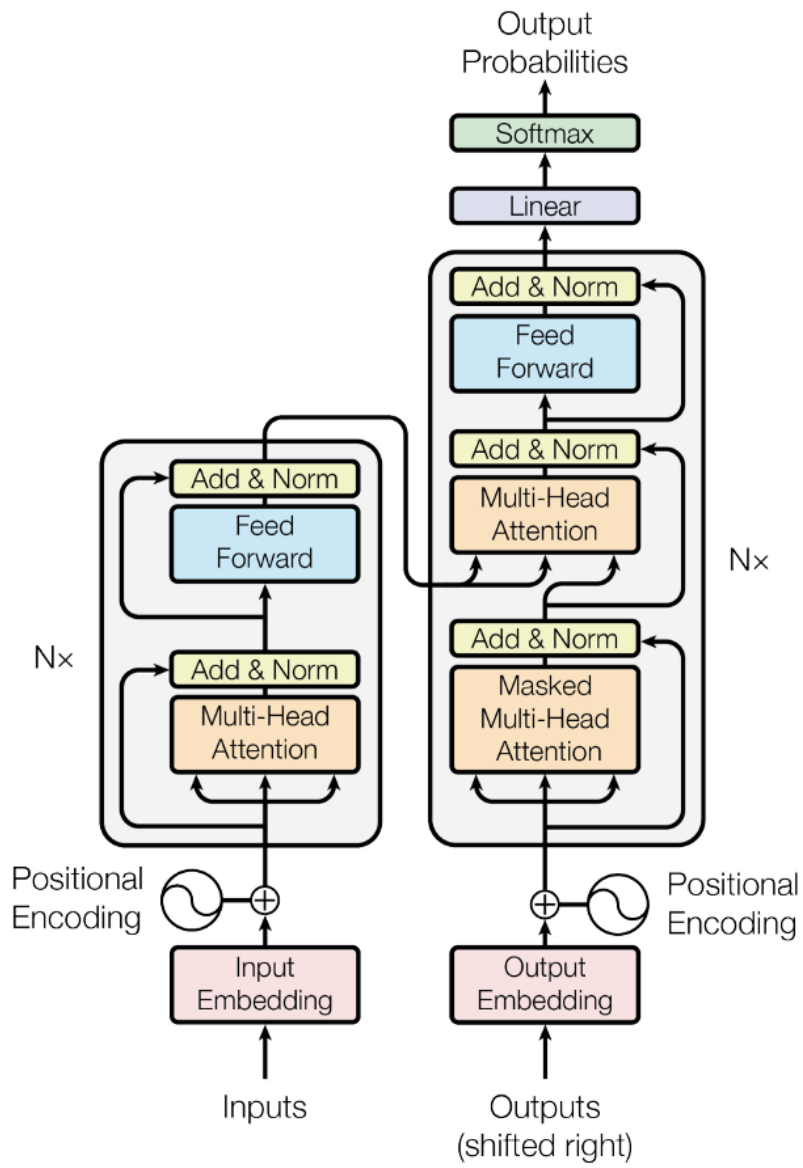 Output
Probabilities
Softmax
Linear
Add & Norm
Feed
Forward
Add & Norm
Multi-Head
Attention
Nx
Add & Norm
Masked
Multi-Head
Attention
Positional
Encoding
Output
Embedding
Outputs
(shifted right)
Add & Norm
Feed
Forward
Nx
Add & Norm
Multi-Head
Attention
Positional
Encoding
Input
Embedding
Inputs